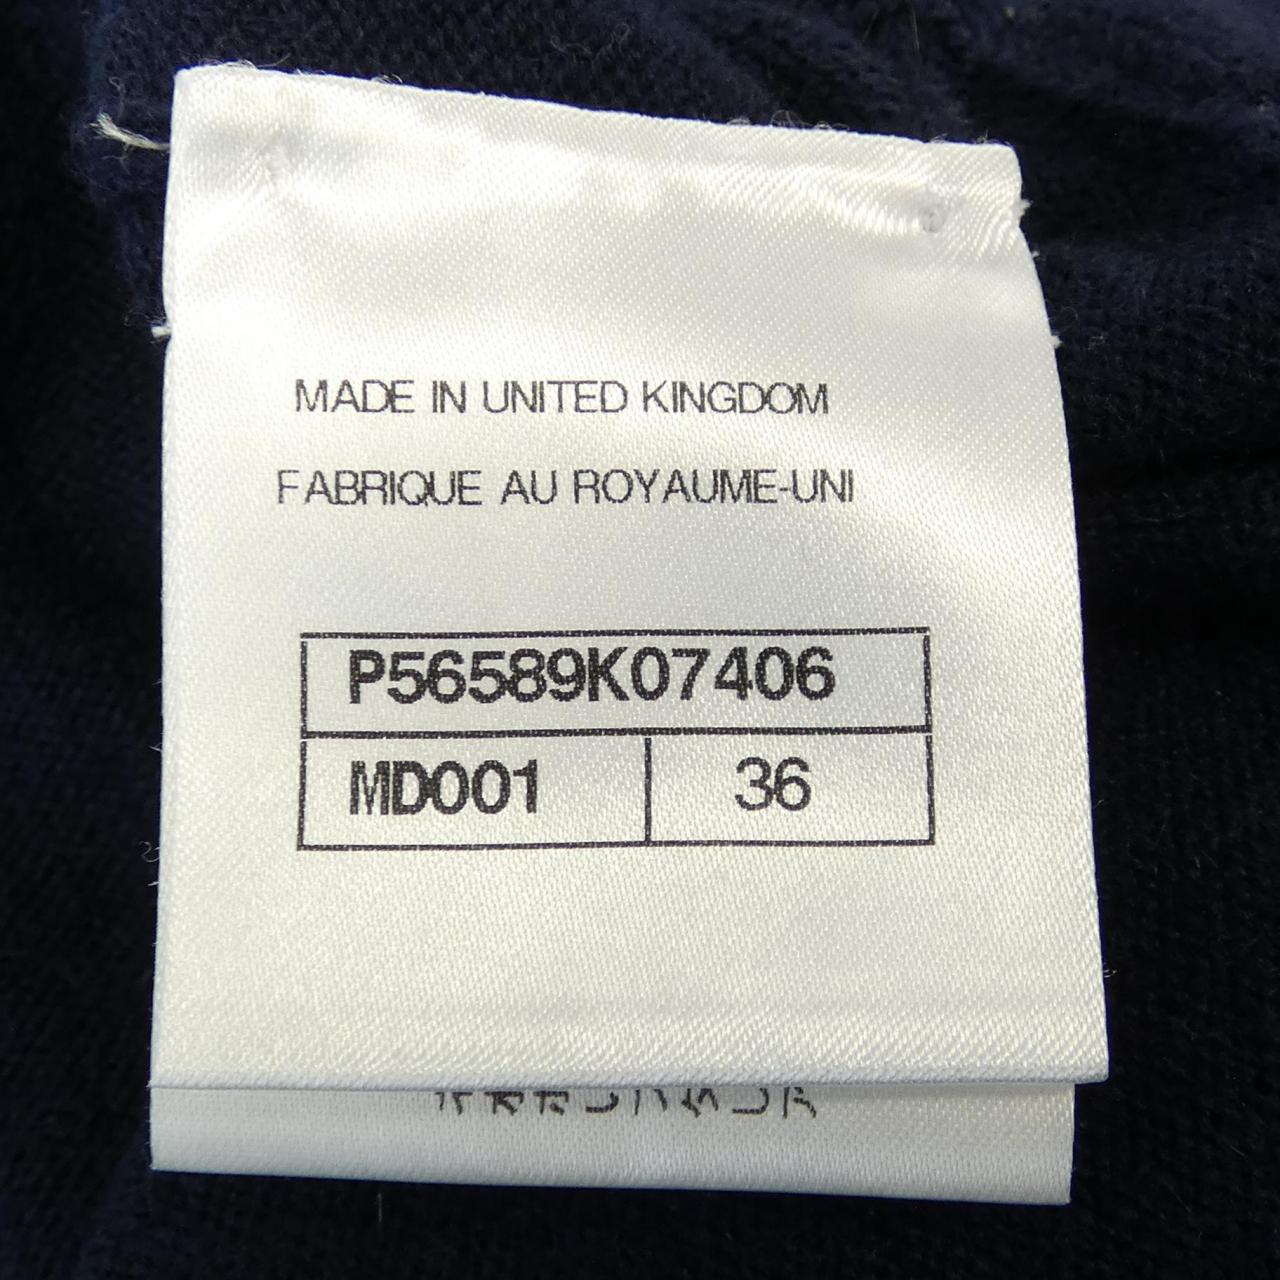 MADE IN UNITED KINGDOM
FABRIQUE AU ROYAUME-UNI
P56589K07406
MD001 36